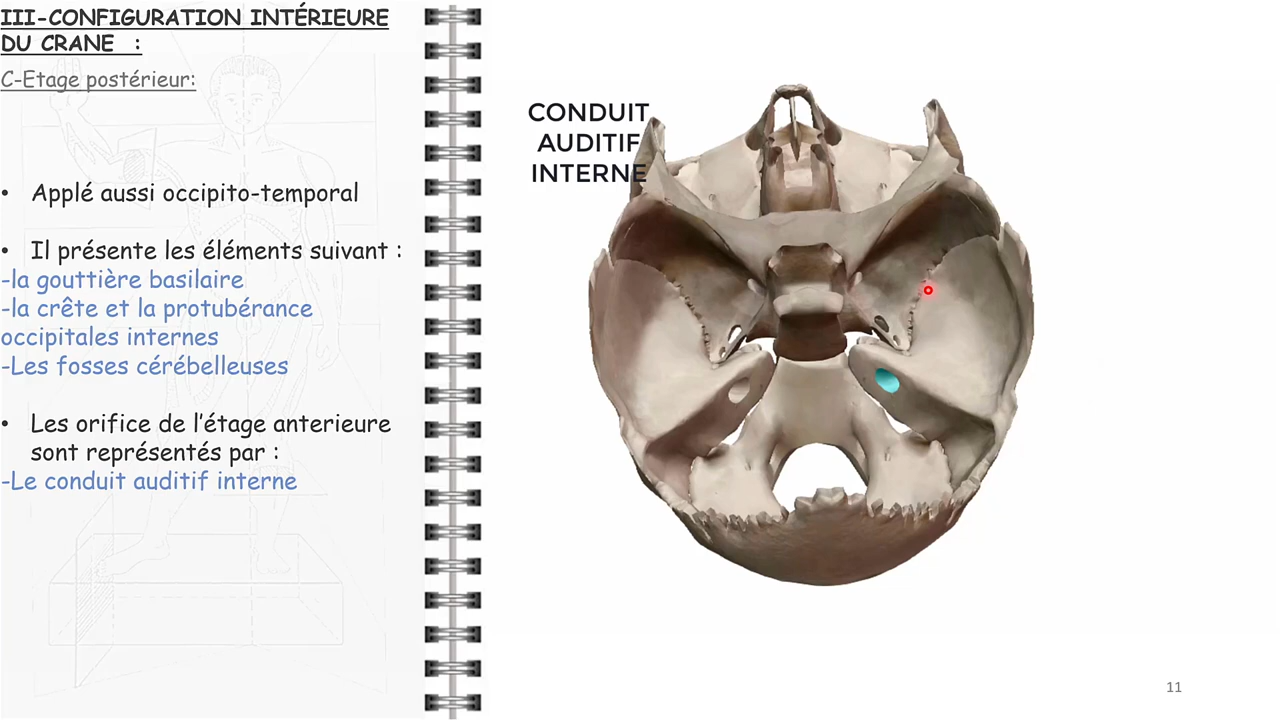 III-CONFIGURATION INTÉRIEURE
DU CRANE :
C-Etage postérieur:
• Applé aussi occipito-temporal
• Il présente les éléments suivant :
-la gouttière basilaire
-la crête et la protubérance
occipitales internes
-Les fosses cérébelleuses
• Les orifice de l'étage anterieure
sont représentés par :
-Le conduit auditif interne
CONDUIT
AUDITIF
INTERNE
11